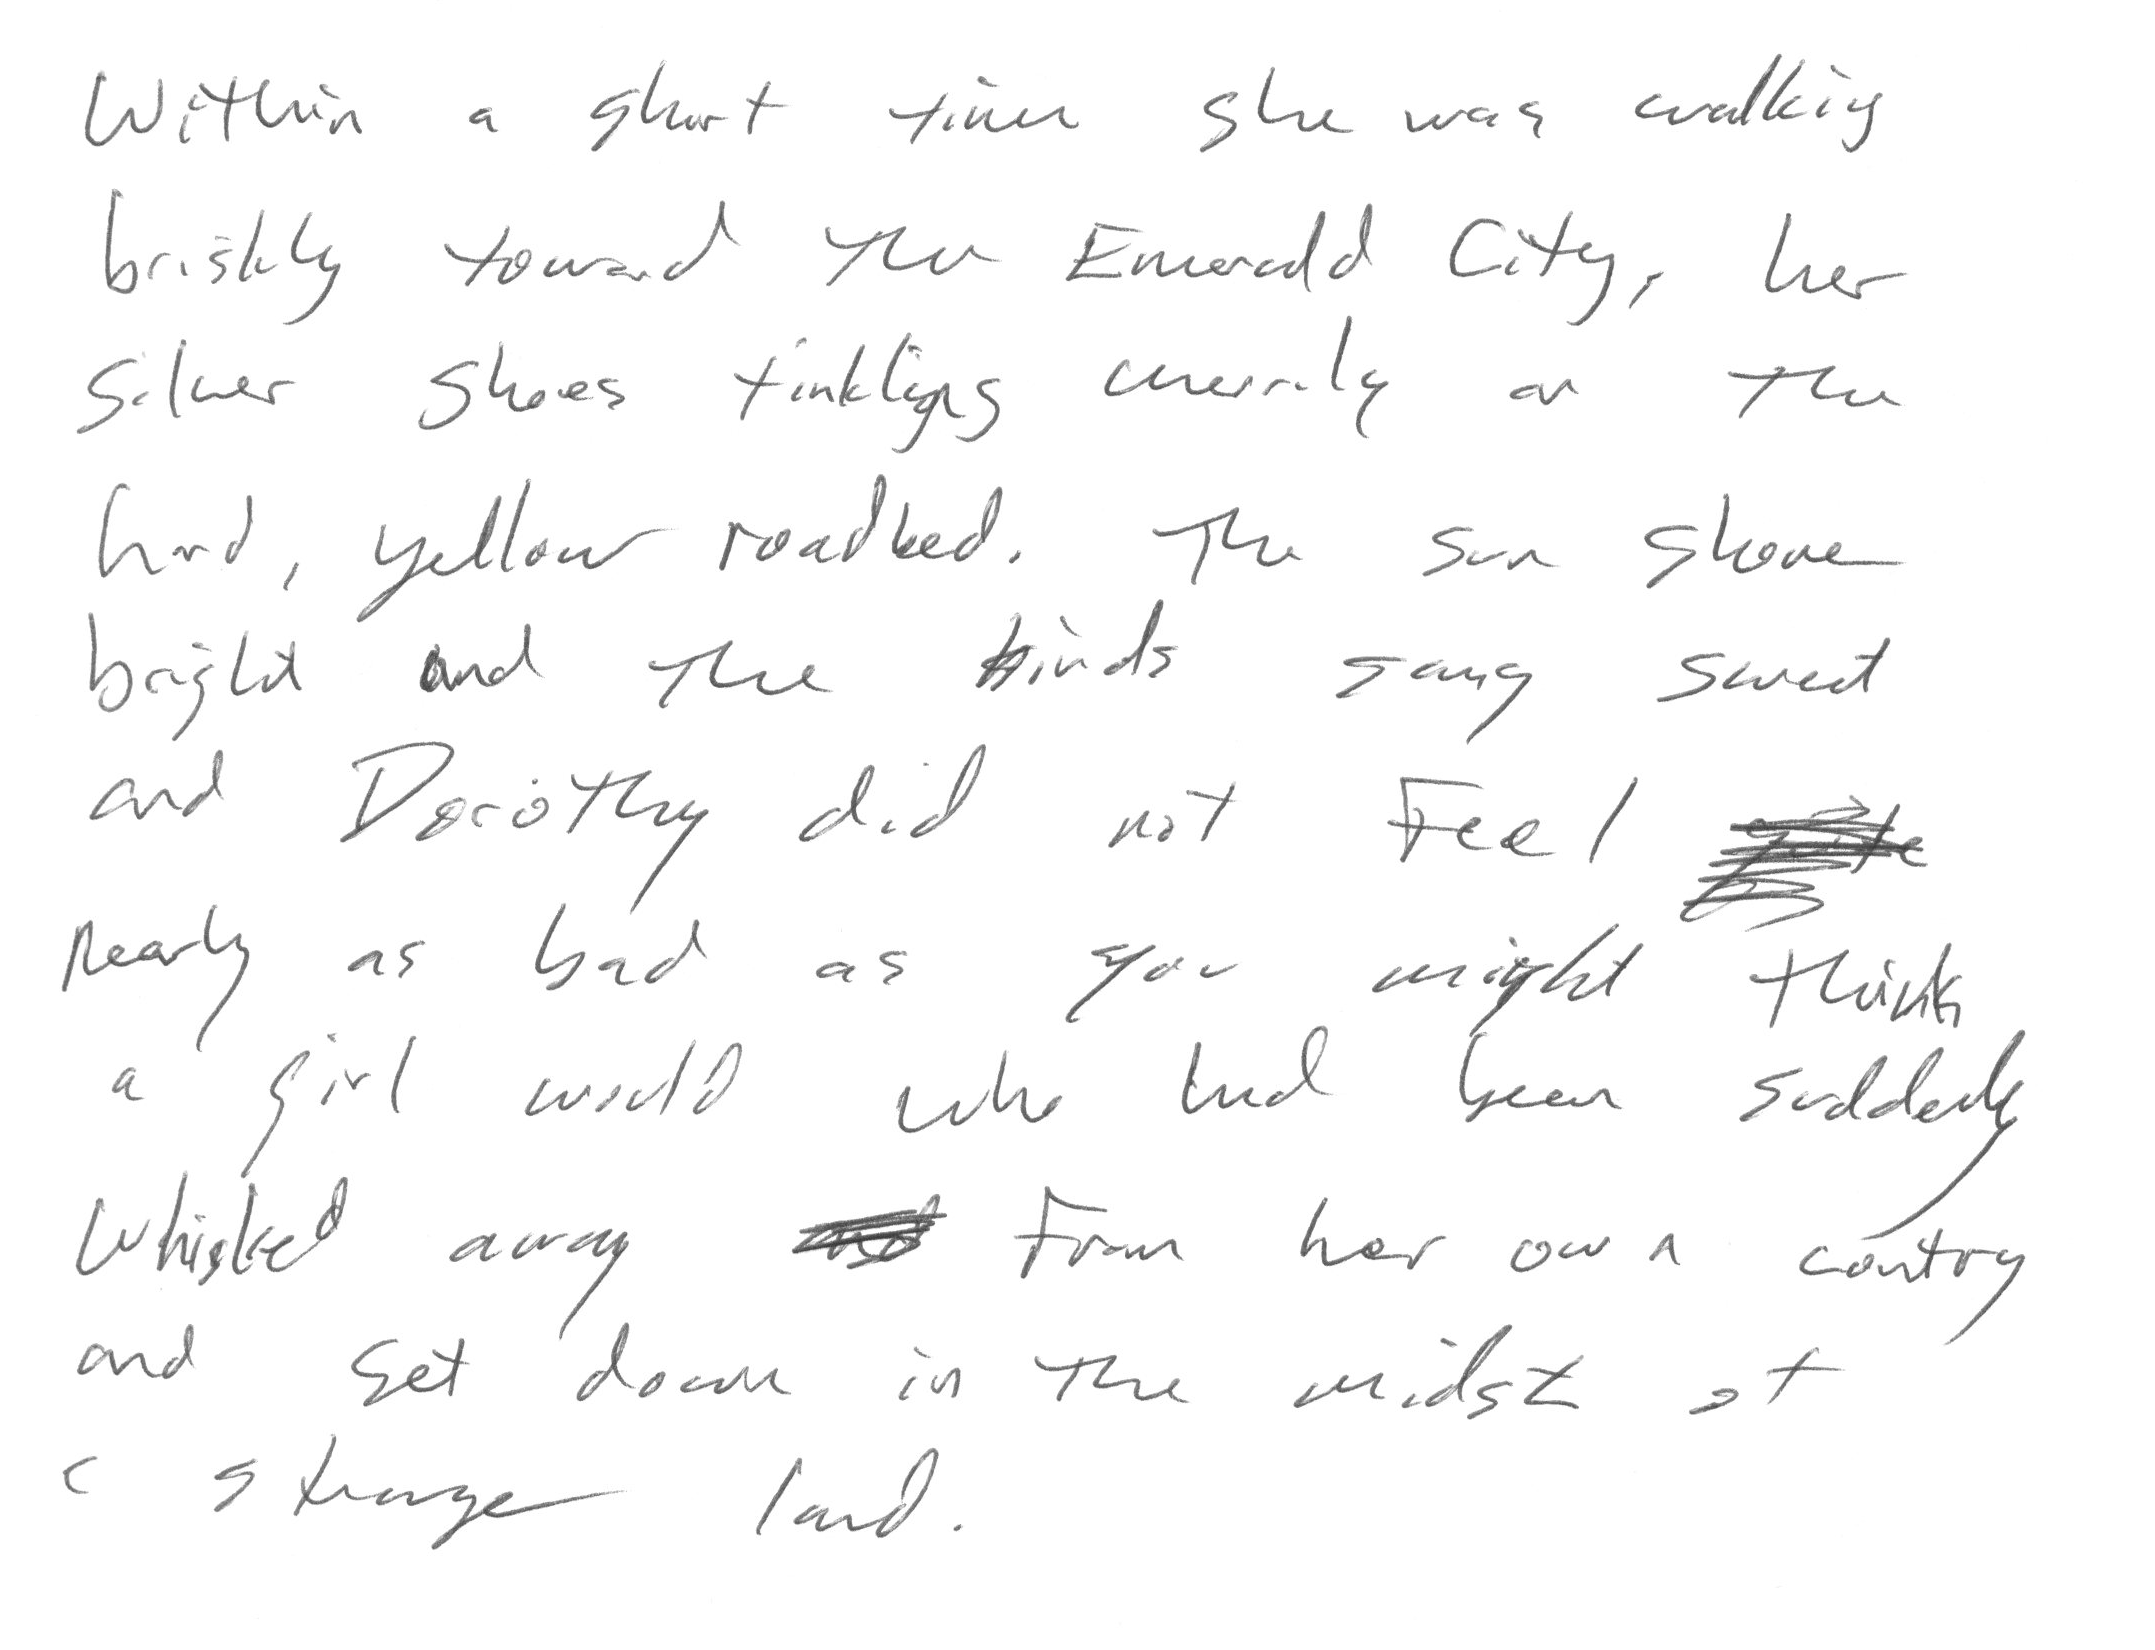 Within a short time she was walking
briskly toward the Emerald City, her
silver shoes tinkling merrily on the
hard, yellow roadbed. The sun shone
bright and the birds sang sweet
and Dorothy did not feel
nearly as bad as you might think
a girl would who had been suddenly
whisked away from her own country
and set down in the midst of
a strange land.